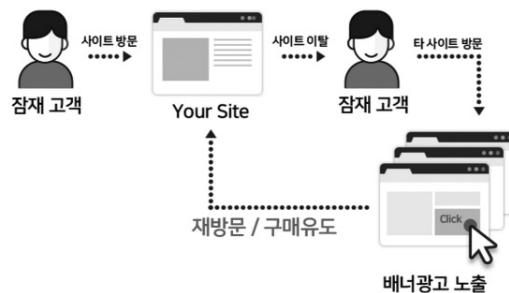 사이트 방문
사이트 이탈
타 사이트 방문
잠재 고객
Your Site
잠재 고객
Click
재방문 / 구매유도
배너광고 노출